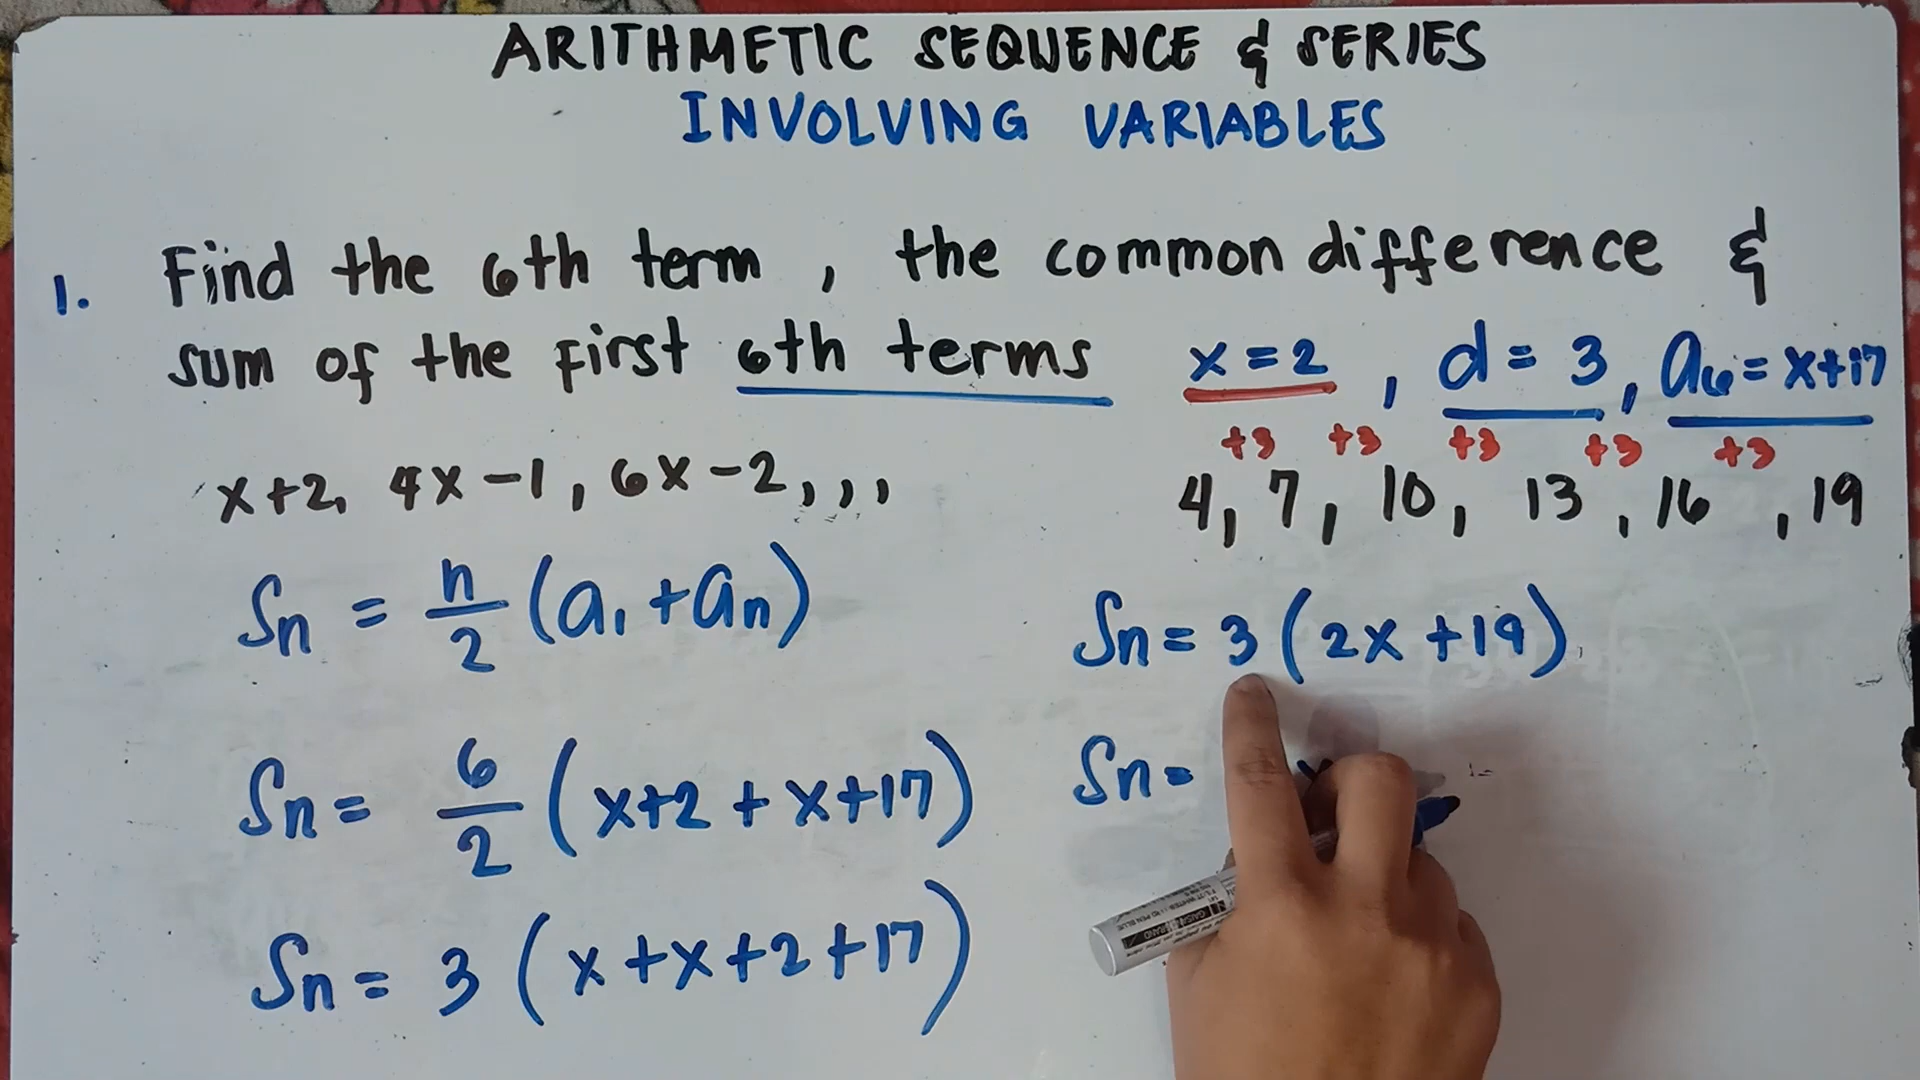 ARITHMETIC SEQUENCE & SERIES
INVOLVING VARIABLES
1. Find the 6th term, the common difference &
sum of the first 6th terms
x = 2, d = 3, a₆ = x+17
+3 +3 +3 +3 +3
x+2, 4x-1, 6x-2,,,
4, 7, 10, 13, 16, 19
Sn = n/2 (a₁ + an)
Sn = 6/2 (x+2 + x+17)
Sn = 3 (x+x+2+17)
Sn = 3 (2x + 19)
Sn =